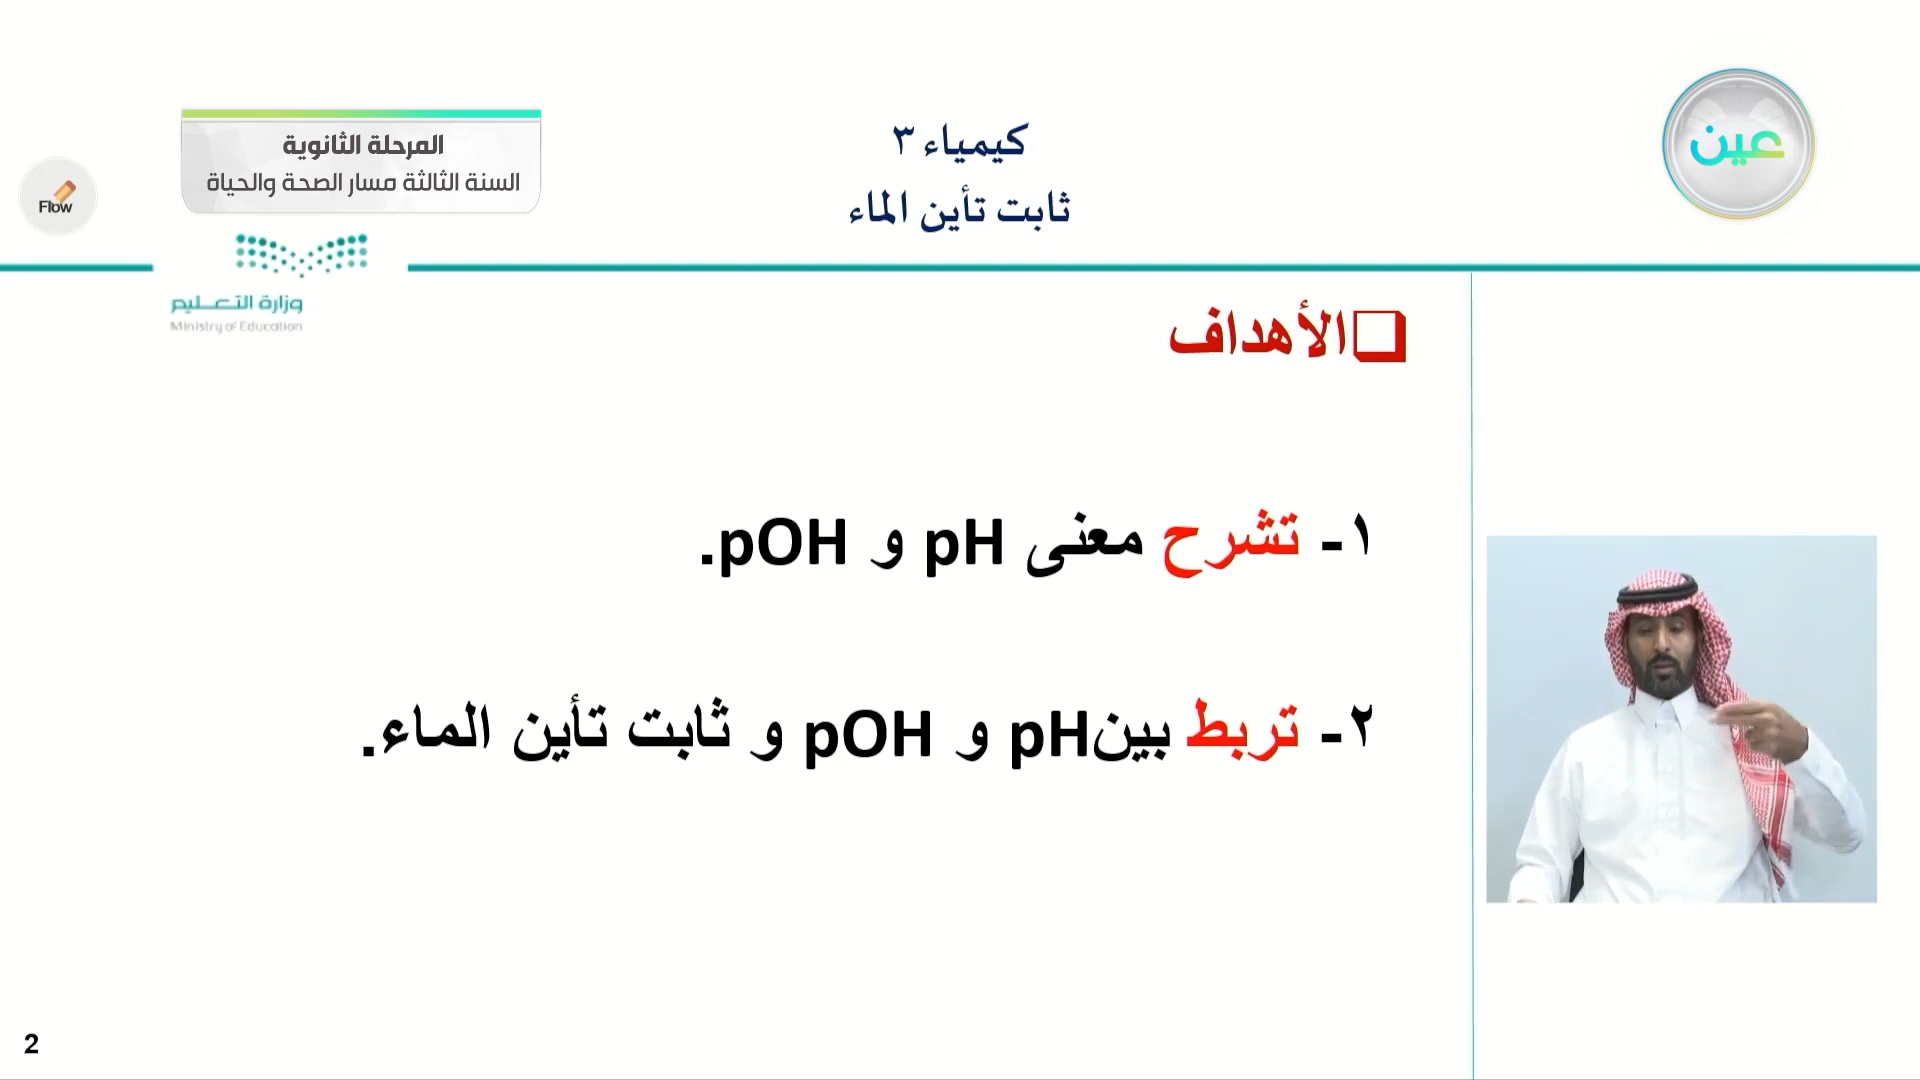 عين
كيمياء ٣
ثابت تأين الماء
المرحلة الثانوية
السنة الثالثة مسار الصحة والحياة
Flow
وزارة التعليم
Ministry of Education
الأهداف
١- تشرح معنى pH و pOH.
٢- تربط بينpH و pOH و ثابت تأين الماء.
2